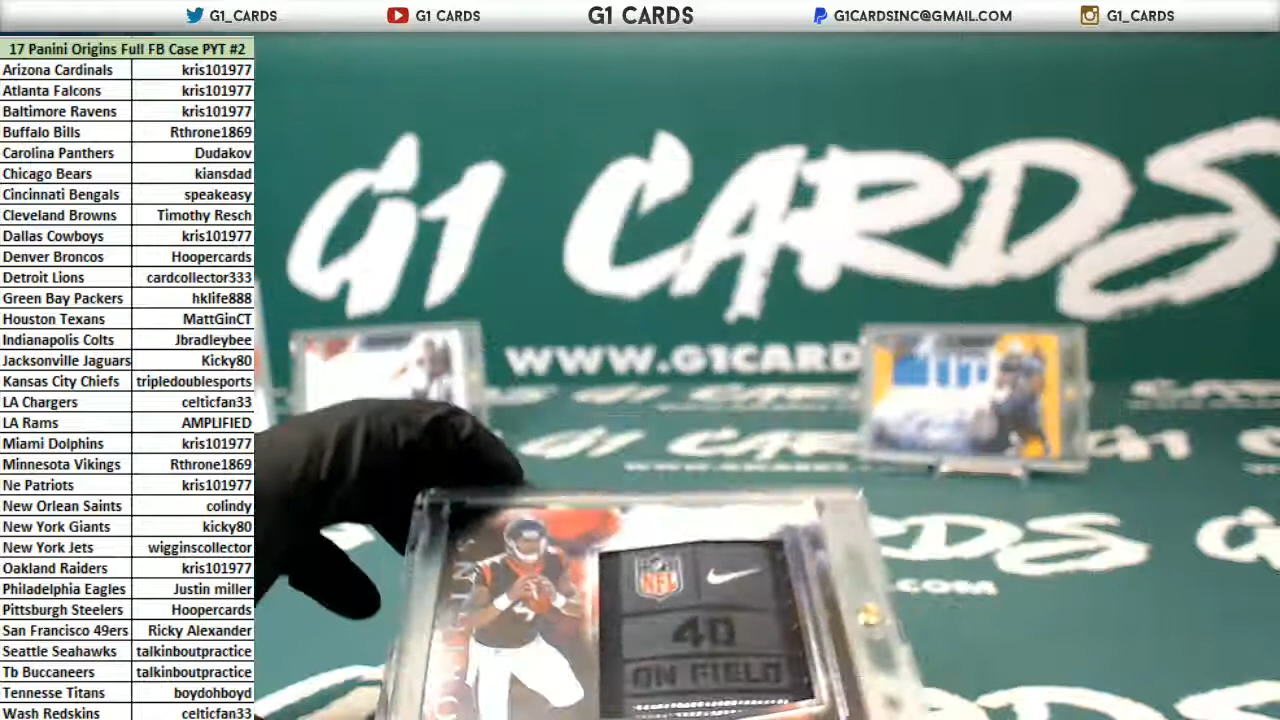 G1_CARDS G1 CARDS G1 CARDS G1CARDSINC@GMAIL.COM G1_CARDS
17 Panini Origins Full FB Case PYT #2
Arizona Cardinals kris101977
Atlanta Falcons kris101977
Baltimore Ravens kris101977
Buffalo Bills Rthrone1869
Carolina Panthers Dudakov
Chicago Bears kiansdad
Cincinnati Bengals speakeasy
Cleveland Browns Timothy Resch
Dallas Cowboys kris101977
Denver Broncos Hoopercards
Detroit Lions cardcollector333
Green Bay Packers hklife888
Houston Texans MattGinCT
Indianapolis Colts Jbradleybee
Jacksonville Jaguars Kicky80
Kansas City Chiefs tripledoublesports
LA Chargers celticfan33
LA Rams AMPLIFIED
Miami Dolphins kris101977
Minnesota Vikings Rthrone1869
Ne Patriots kris101977
New Orlean Saints colindy
New York Giants kicky80
New York Jets wigginscollector
Oakland Raiders kris101977
Philadelphia Eagles Justin miller
Pittsburgh Steelers Hoopercards
San Francisco 49ers Ricky Alexander
Seattle Seahawks talkinboutpractice
Tb Buccaneers talkinboutpractice
Tennesse Titans boydohboyd
Wash Redskins celticfan33
G1 CARDS
WWW.G1CARD
NFL
40
ON FIELD